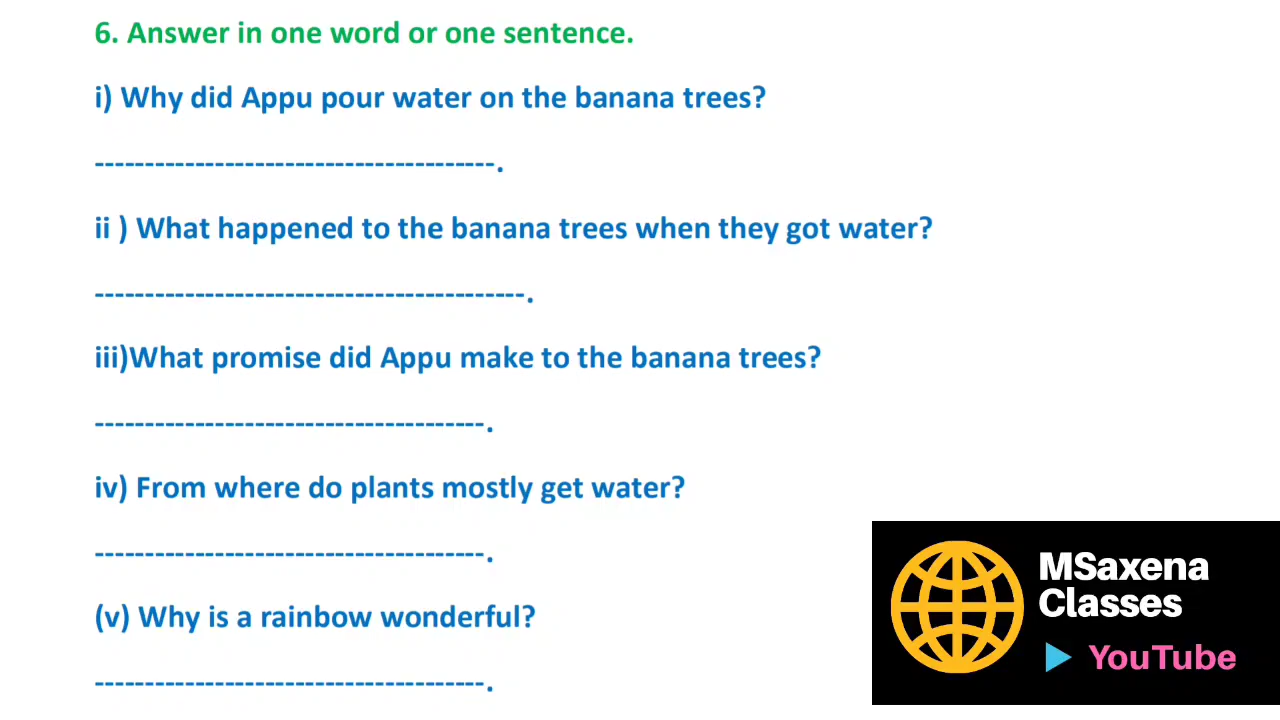 6. Answer in one word or one sentence.
i) Why did Appu pour water on the banana trees?
----------------------------------------.
ii ) What happened to the banana trees when they got water?
-------------------------------------------.
iii)What promise did Appu make to the banana trees?
---------------------------------------.
iv) From where do plants mostly get water?
---------------------------------------.
(v) Why is a rainbow wonderful?
---------------------------------------.
MSaxena
Classes
YouTube